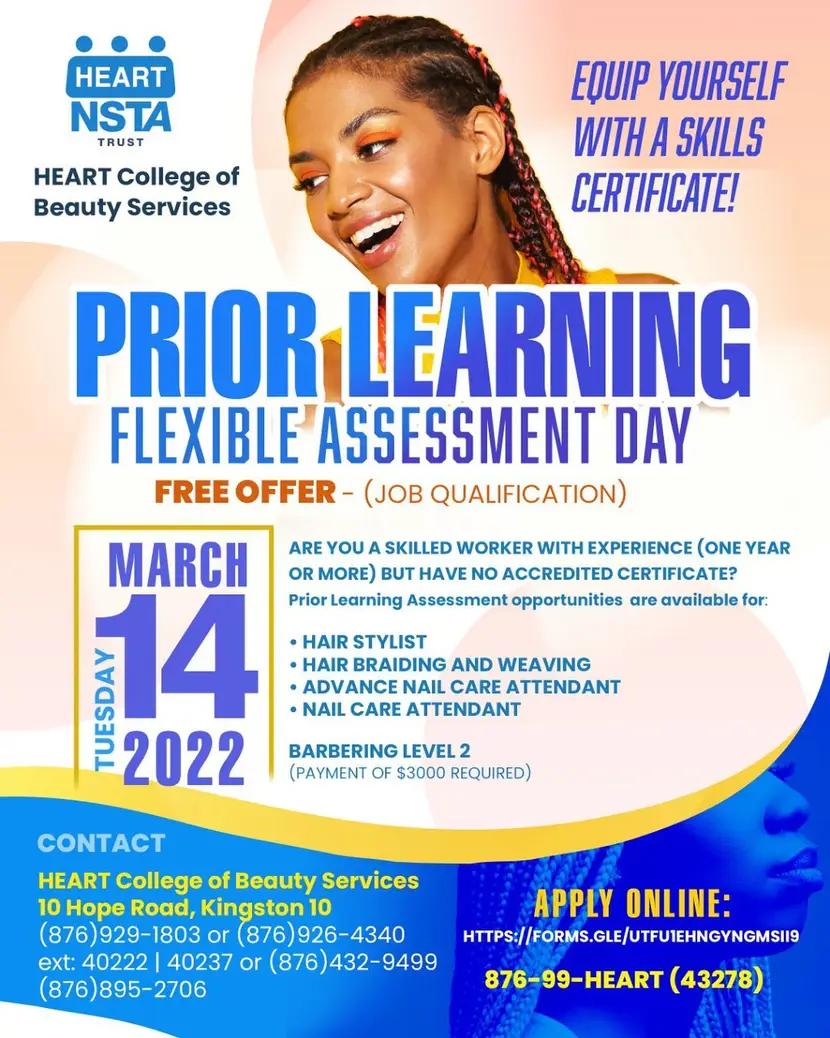 HEART
NSTA
TRUST
HEART College of
Beauty Services
EQUIP YOURSELF
WITH A SKILLS
CERTIFICATE!
PRIOR LEARNING
FLEXIBLE ASSESSMENT DAY
FREE OFFER - (JOB QUALIFICATION)
TUESDAY
MARCH
14
2022
ARE YOU A SKILLED WORKER WITH EXPERIENCE (ONE YEAR
OR MORE) BUT HAVE NO ACCREDITED CERTIFICATE?
Prior Learning Assessment opportunities are available for:
• HAIR STYLIST
• HAIR BRAIDING AND WEAVING
• ADVANCE NAIL CARE ATTENDANT
• NAIL CARE ATTENDANT
BARBERING LEVEL 2
(PAYMENT OF $3000 REQUIRED)
CONTACT
HEART College of Beauty Services
10 Hope Road, Kingston 10
(876)929-1803 or (876)926-4340
ext: 40222 | 40237 or (876)432-9499
(876)895-2706
APPLY ONLINE:
HTTPS://FORMS.GLE/UTFU1EHNGYNGMSII9
876-99-HEART (43278)